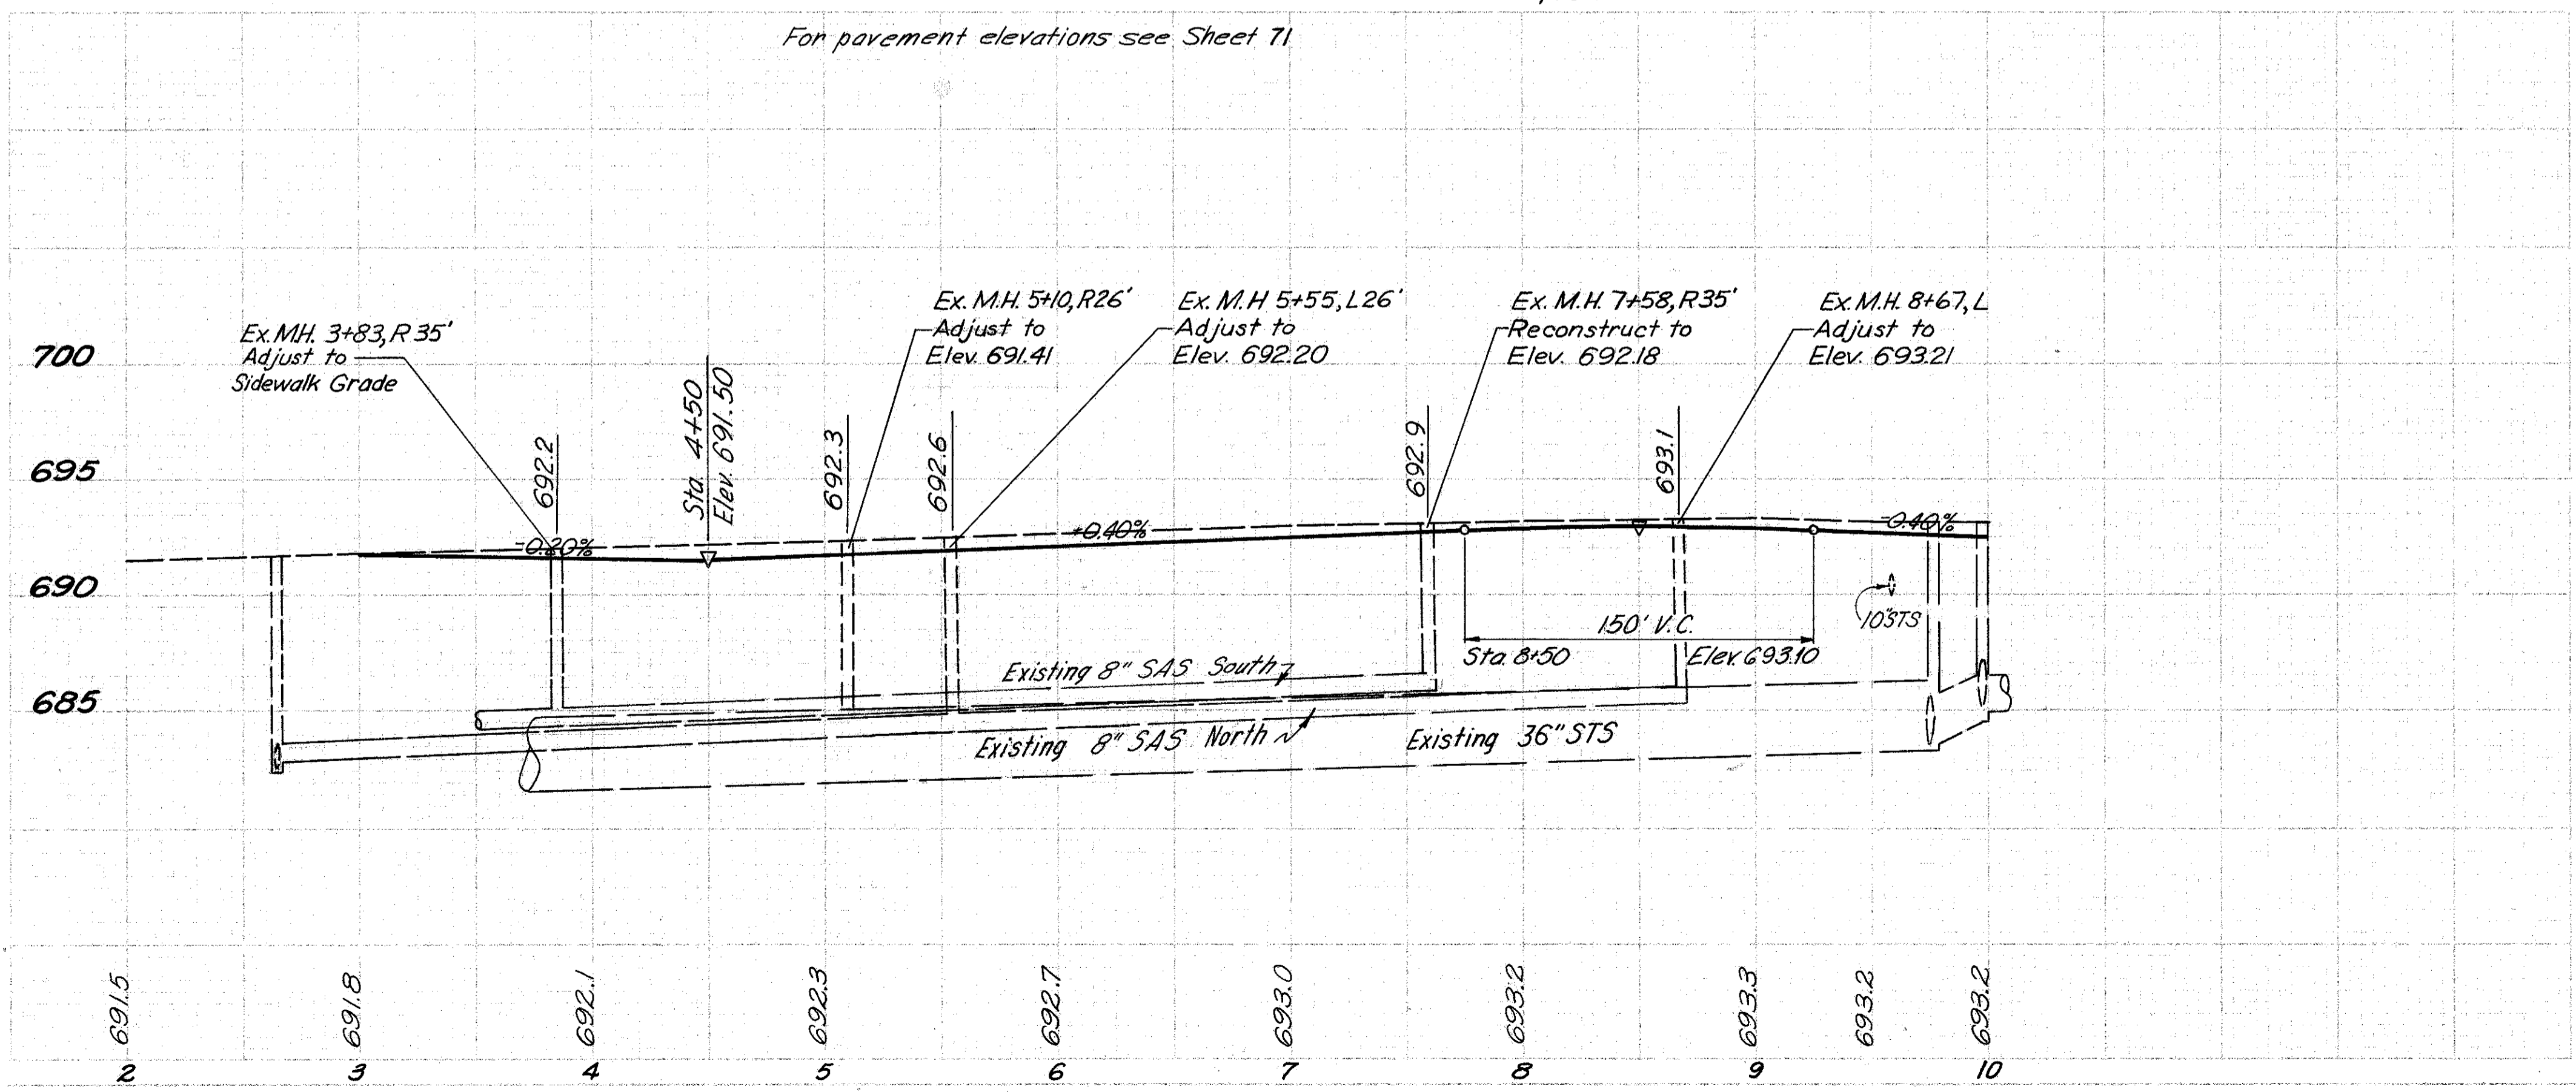 For pavement elevations see Sheet 71
Ex. M.H. 3+83, R 35'
Adjust to
Sidewalk Grade
Ex. M.H. 5+10, R26'
Adjust to
Elev. 691.41
Ex. M.H 5+55, L26'
Adjust to
Elev. 692.20
Ex. M.H. 7+58, R35'
Reconstruct to
Elev. 692.18
Ex. M.H. 8+67, L
Adjust to
Elev. 693.21
700
695
690
685
692.2
Sta. 4+50
Elev. 691.50
692.3
692.6
692.9
693.1
-0.20%
+0.40%
-0.40%
10"STS
150' V.C.
Sta. 8+50
Elev. 693.10
Existing 8" SAS South
Existing 8" SAS North
Existing 36" STS
691.5
691.8
692.1
692.3
692.7
693.0
693.2
693.3
693.2
693.2
2 3 4 5 6 7 8 9 10